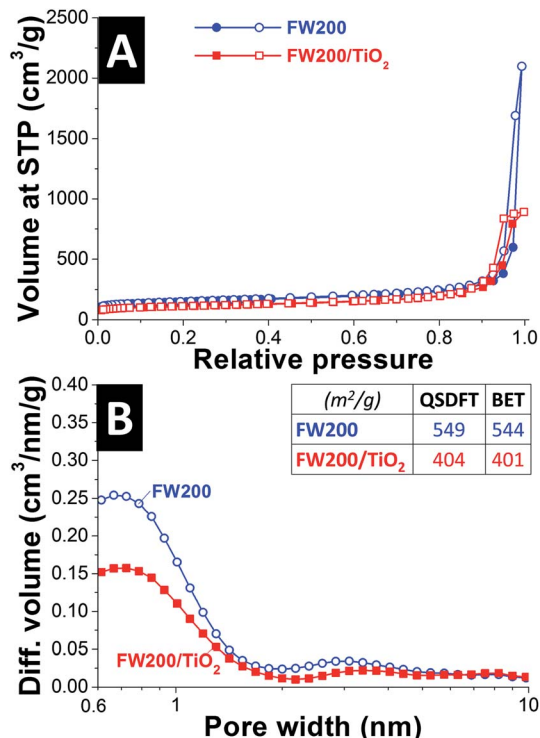 A
FW200
FW200/TiO₂
Volume at STP (cm³/g)
2500
2000
1500
1000
500
0
0.0 0.2 0.4 0.6 0.8 1.0
Relative pressure
B
(m²/g) QSDFT BET
FW200 549 544
FW200/TiO₂ 404 401
Diff. volume (cm³/nm/g)
0.40
0.35
0.30
0.25
0.20
0.15
0.10
0.05
0.00
FW200
FW200/TiO₂
0.6 1 10
Pore width (nm)